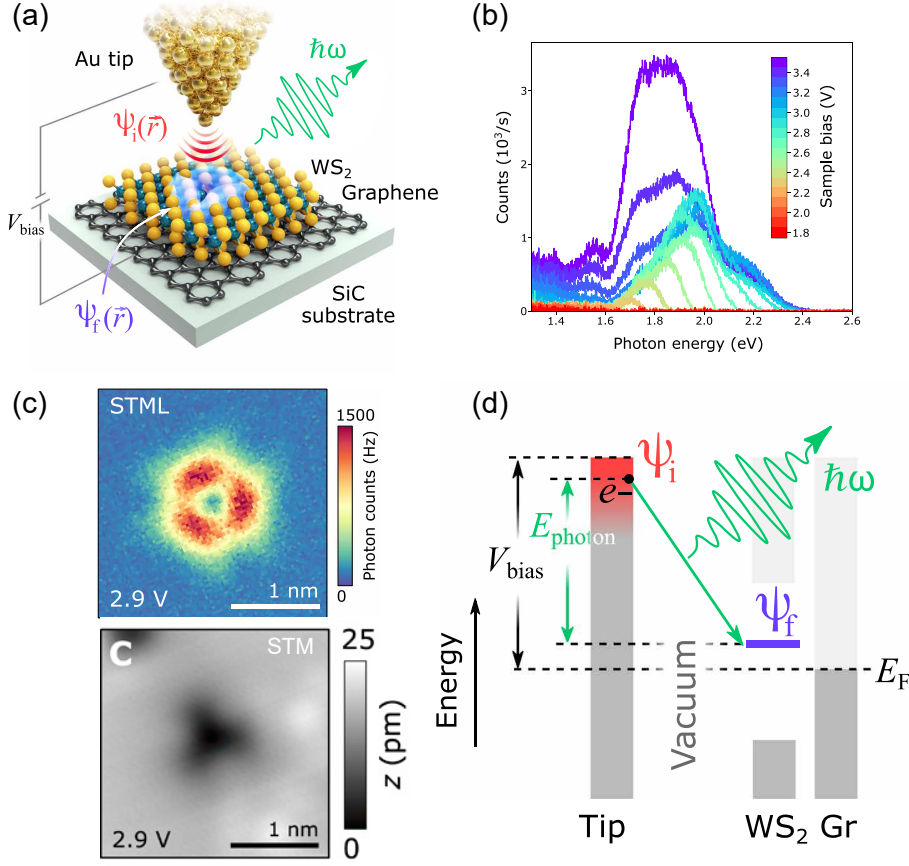 (a)
Au tip
ħω
ψi(r⃗)
WS2
Graphene
Vbias
SiC
substrate
ψf(r⃗)
(b)
Counts (10³/s)
3
2
1
0
1.4 1.6 1.8 2.0 2.2 2.4 2.6
Photon energy (eV)
3.4
3.2
3.0
2.8
2.6
2.4
2.2
2.0
1.8
Sample bias (V)
(c)
STML
2.9 V
1 nm
1500
0
Photon counts (Hz)
C
STM
2.9 V
1 nm
25
0
z (pm)
(d)
ψi
e-
ħω
Ephoton
Vbias
ψf
EF
Energy
Vacuum
Tip
WS2 Gr